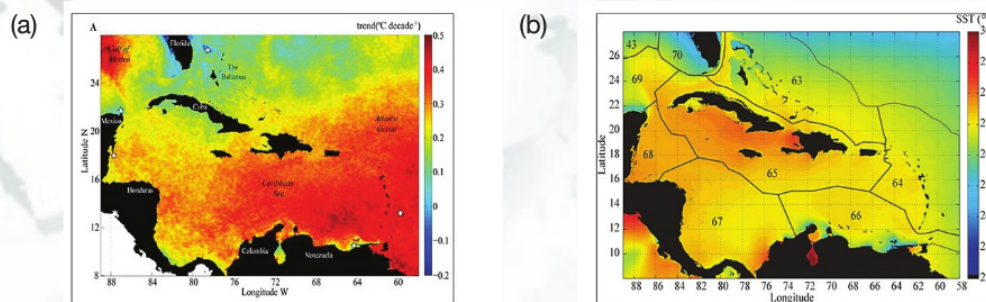 (a)
A
trend(°C decade⁻¹)
Florida
Gulf of
Mexico
The
Bahamas
Cuba
Mexico
Atlantic
Ocean
Honduras
Caribbean
Sea
Colombia
Venezuela
Latitude N
24
20
16
12
8
88
84
80
76
72
68
64
60
Longitude W
0.5
0.4
0.3
0.2
0.1
0
−0.1
−0.2
(b)
SST (°
43
70
69
63
68
65
64
67
66
Latitude
26
24
22
20
18
16
14
12
10
88 86 84 82 80 78 76 74 72 70 68 66 64 62 60 58
Longitude